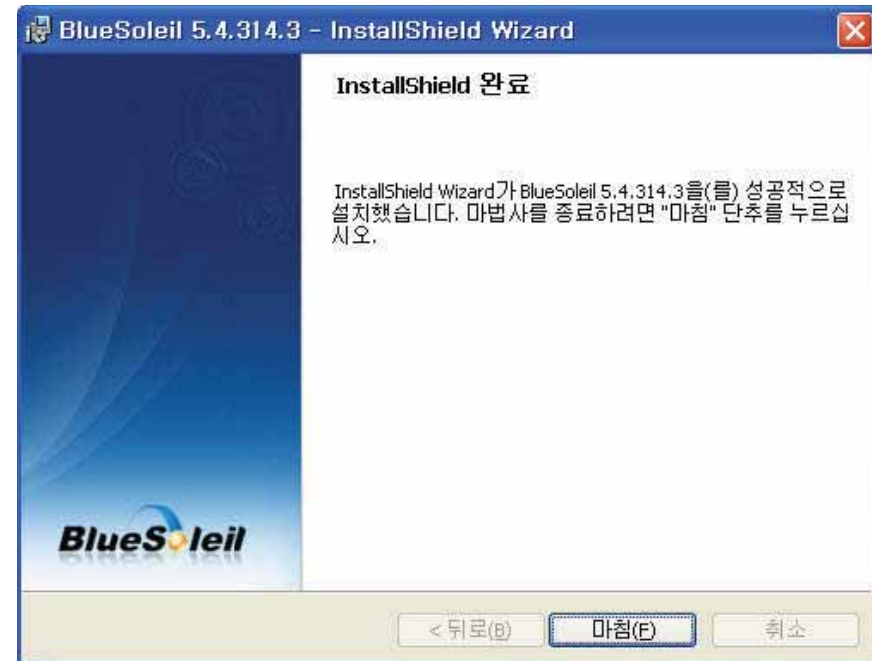 BlueSoleil 5.4.314.3 - InstallShield Wizard
InstallShield 완료
InstallShield Wizard가 BlueSoleil 5.4.314.3을(를) 성공적으로
설치했습니다. 마법사를 종료하려면 "마침" 단추를 누르십
시오.
BlueSoleil
< 뒤로(B)
마침(F)
취소